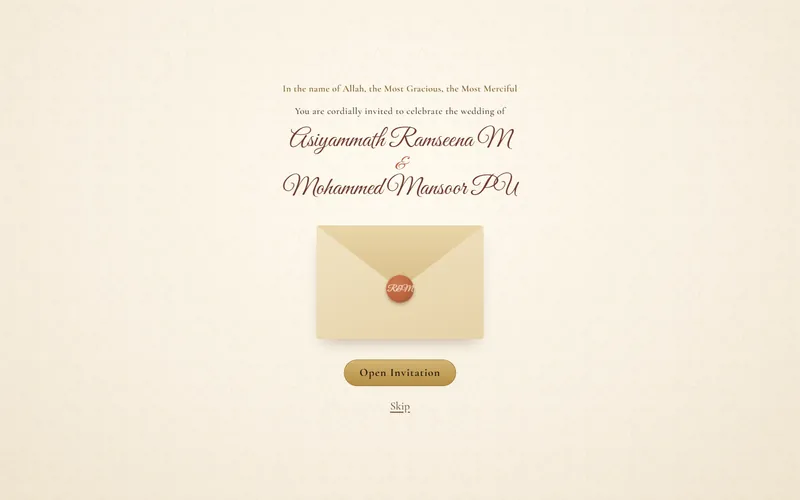 In the name of Allah, the Most Gracious, the Most Merciful
You are cordially invited to celebrate the wedding of
Asiyammath Ramseena M
&
Mohammed Mansoor PU
R&M
Open Invitation
Skip